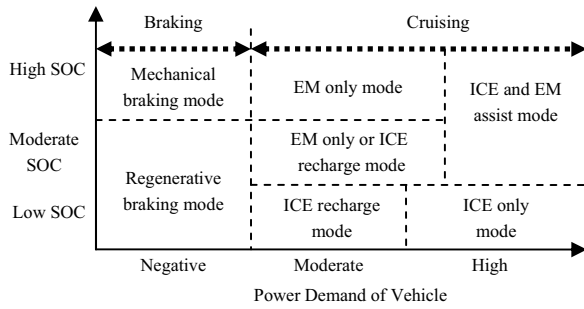 Braking
Cruising
High SOC
Mechanical
braking mode
EM only mode
ICE and EM
assist mode
Moderate
SOC
EM only or ICE
recharge mode
Regenerative
braking mode
Low SOC
ICE recharge
mode
ICE only
mode
Negative
Moderate
High
Power Demand of Vehicle